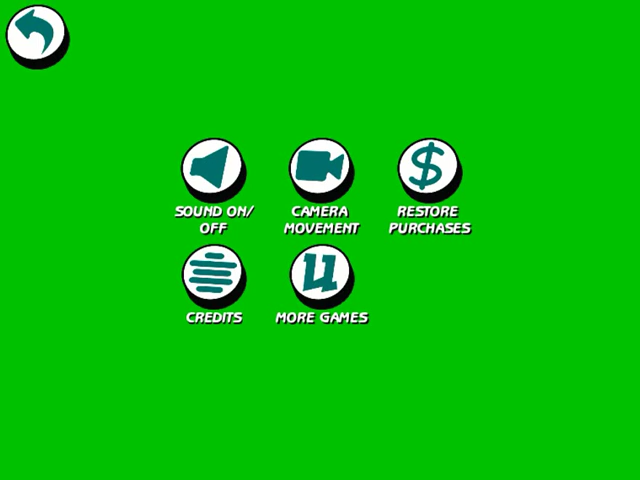 SOUND ON/
OFF
CAMERA
MOVEMENT
$
RESTORE
PURCHASES
CREDITS
u
MORE GAMES